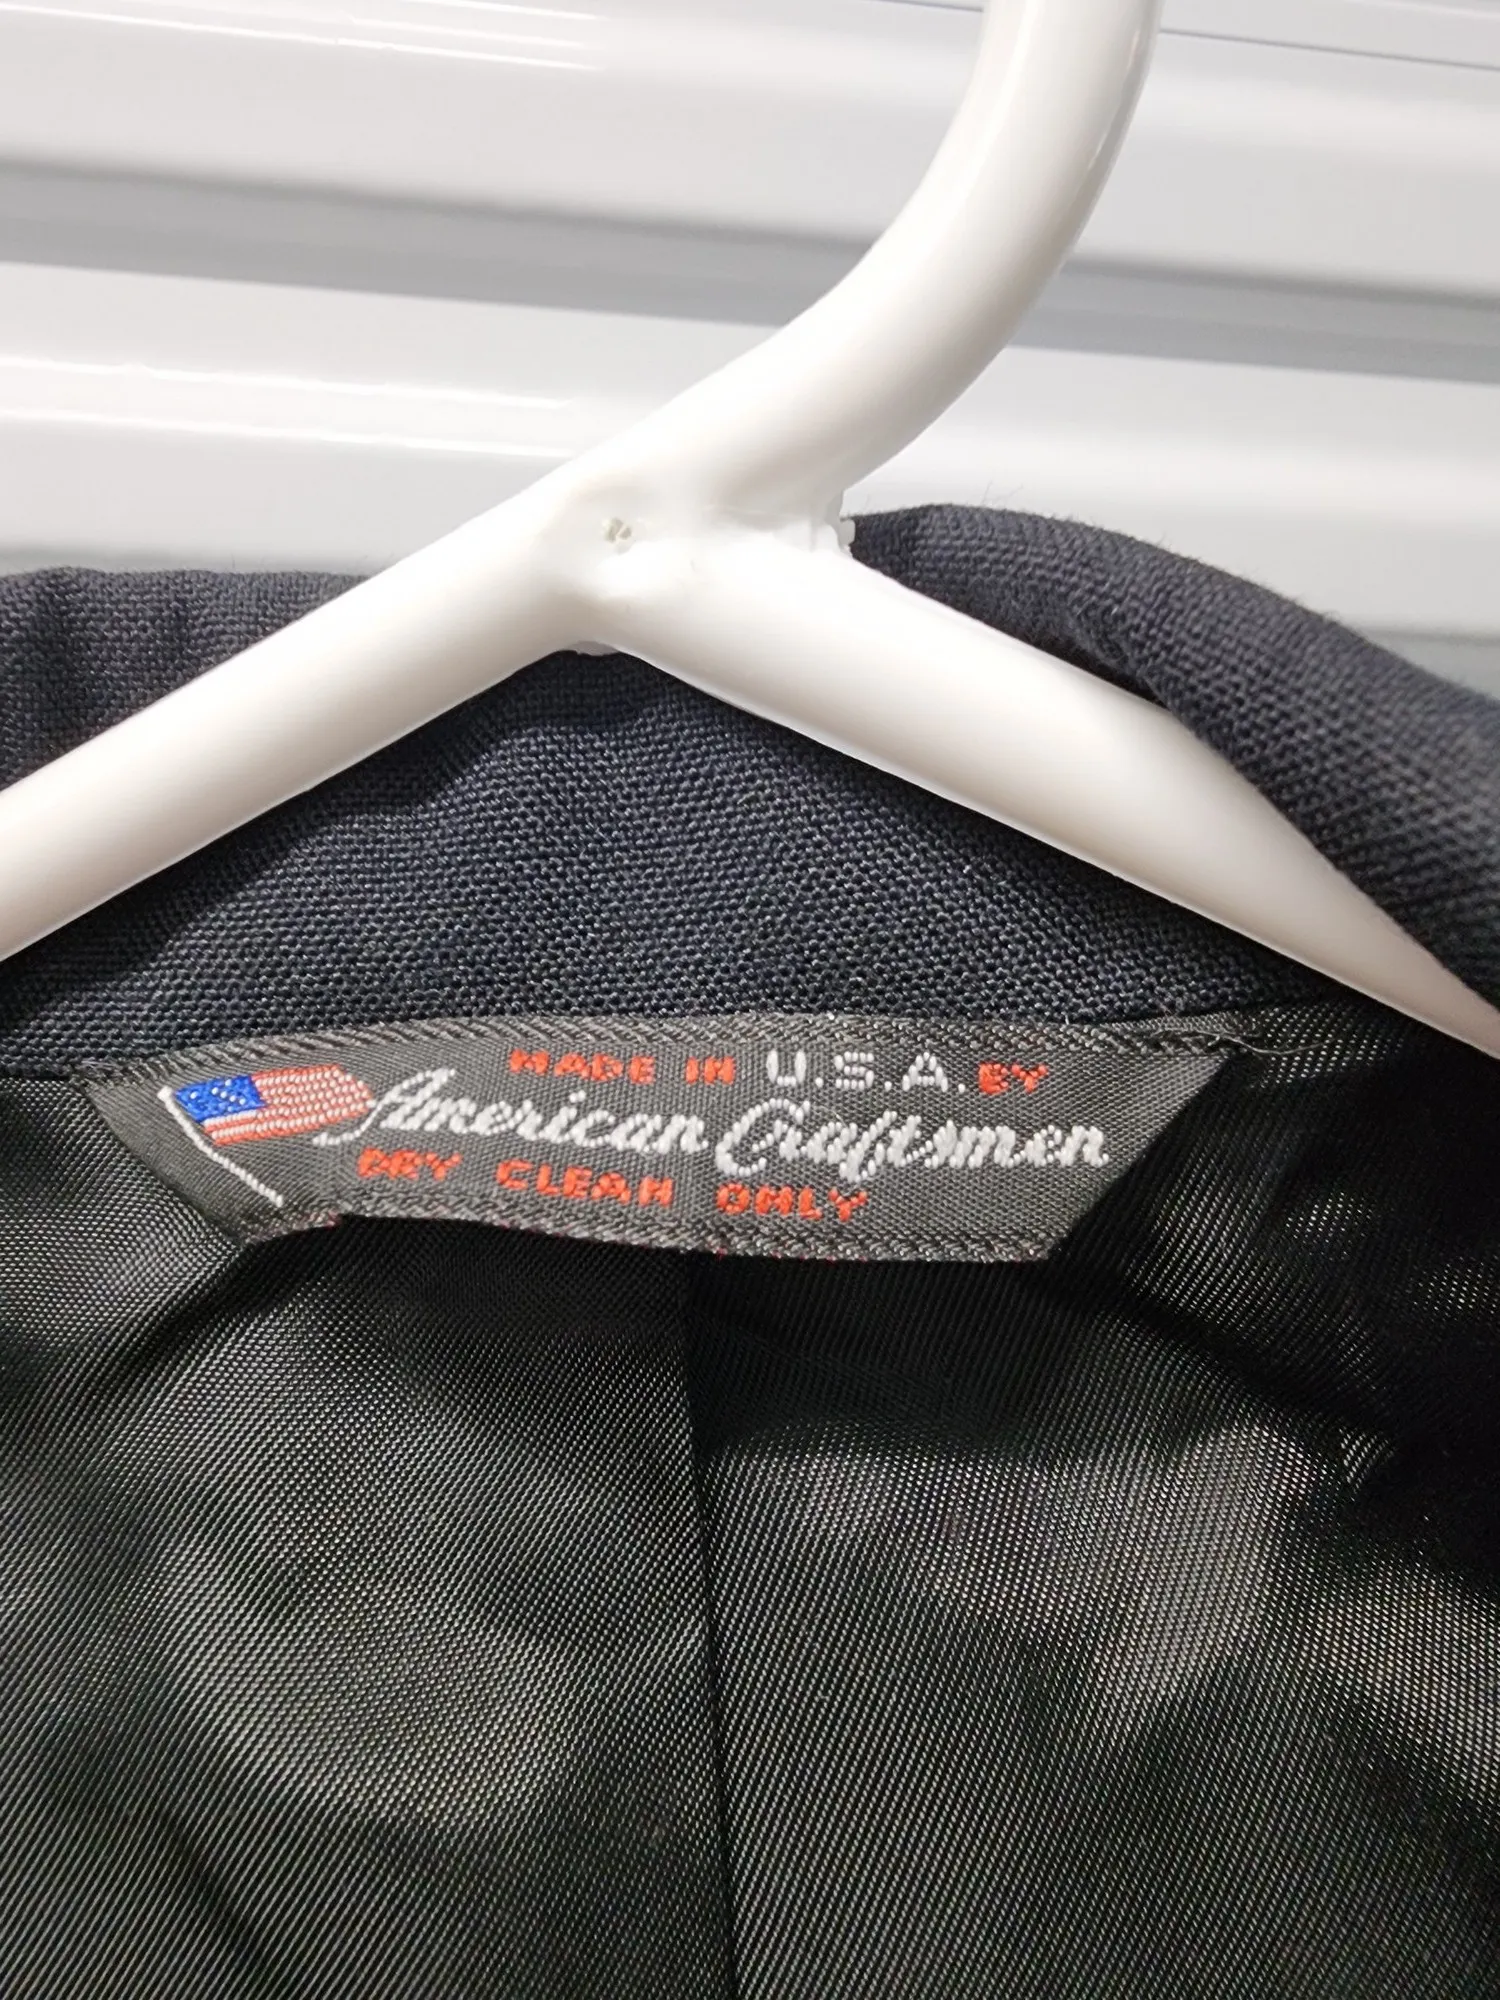 MADE IN U.S.A. BY
American Craftsmen
DRY CLEAN ONLY